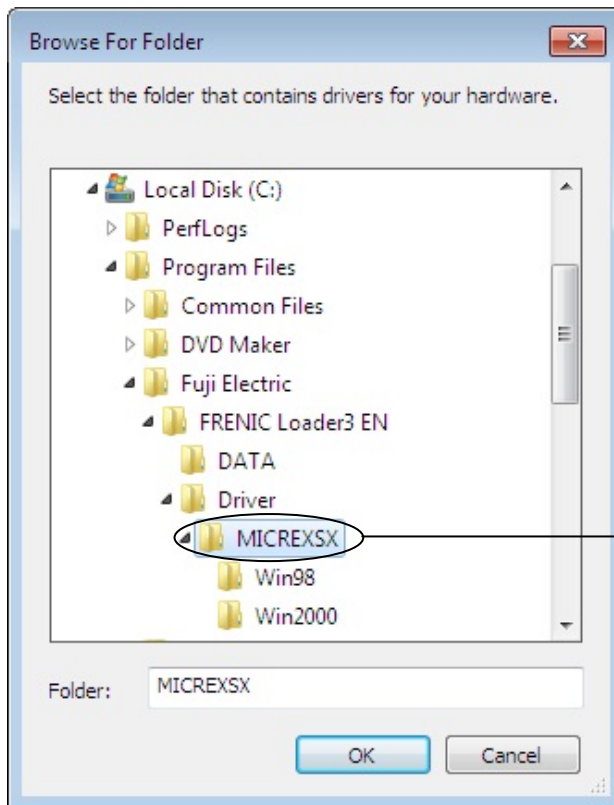 Browse For Folder
Select the folder that contains drivers for your hardware.
Local Disk (C:)
PerfLogs
Program Files
Common Files
DVD Maker
Fuji Electric
FRENIC Loader3 EN
DATA
Driver
MICREXSX
Win98
Win2000
Folder: MICREXSX
OK Cancel